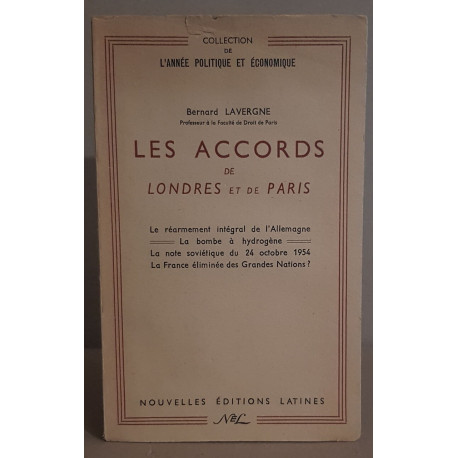 COLLECTION
DE
L'ANNÉE POLITIQUE ET ÉCONOMIQUE
Bernard LAVERGNE
Professeur à la Faculté de Droit de Paris
LES ACCORDS
DE
LONDRES ET DE PARIS
Le réarmement intégral de l'Allemagne
La bombe à hydrogène
La note soviétique du 24 octobre 1954
La France éliminée des Grandes Nations ?
NOUVELLES ÉDITIONS LATINES
NEL